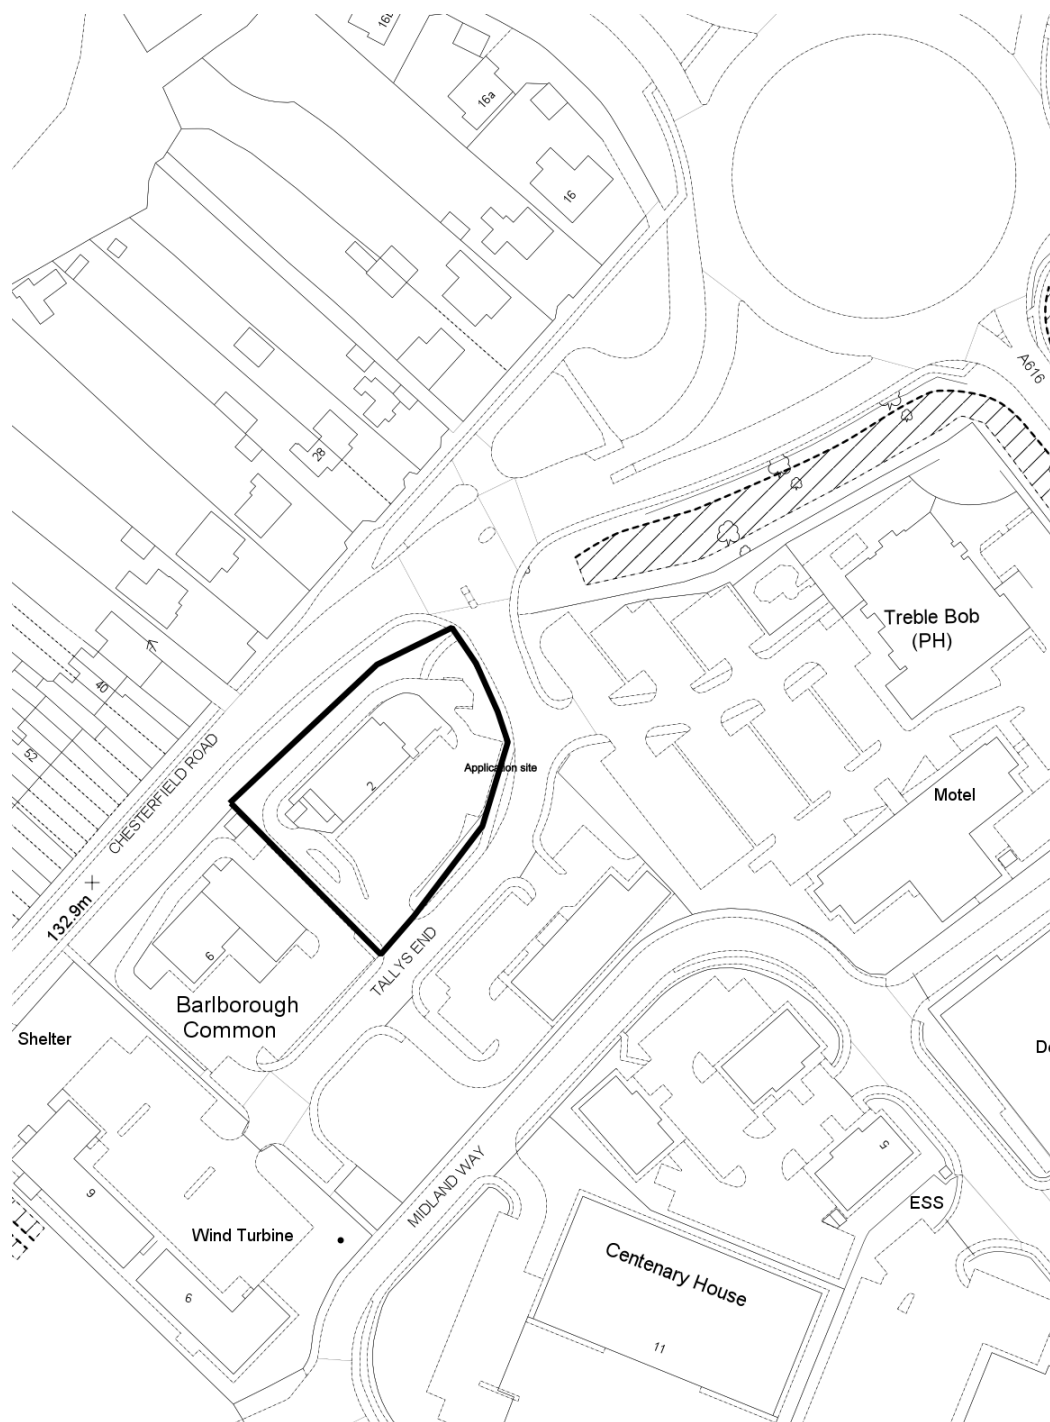 16b
16a
16
A616
28
Treble Bob
(PH)
40
52
CHESTERFIELD ROAD
Application site
2
Motel
132.9m
6
TALLYS END
Barlborough
Common
Shelter
MIDLAND WAY
5
ESS
9
Wind Turbine
Centenary House
6
11